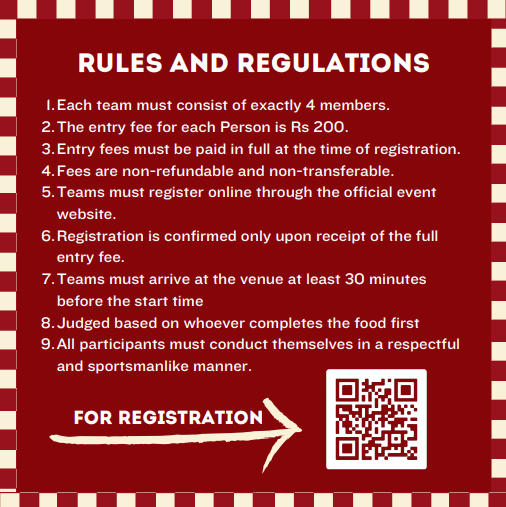 RULES AND REGULATIONS
1. Each team must consist of exactly 4 members.
2. The entry fee for each Person is Rs 200.
3. Entry fees must be paid in full at the time of registration.
4. Fees are non-refundable and non-transferable.
5. Teams must register online through the official event
website.
6. Registration is confirmed only upon receipt of the full
entry fee.
7. Teams must arrive at the venue at least 30 minutes
before the start time
8. Judged based on whoever completes the food first
9. All participants must conduct themselves in a respectful
and sportsmanlike manner.
FOR REGISTRATION